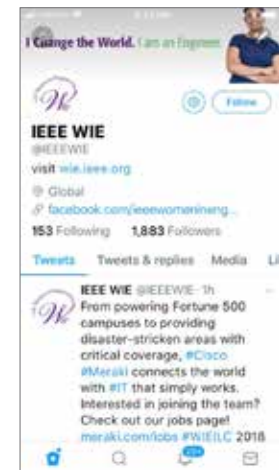 I Change the World. I am an Engineer
Follow
IEEE WIE
@IEEEWIE
visit wie.ieee.org
Global
facebook.com/ieeewomenineng...
153 Following 1,883 Followers
Tweets Tweets & replies Media Li
IEEE WIE @IEEEWIE 1h
From powering Fortune 500
campuses to providing
disaster-stricken areas with
critical coverage, #Cisco
#Meraki connects the world
with #IT that simply works.
Interested in joining the team?
Check out our jobs page!
meraki.com/jobs #WIEILC 2018
20+